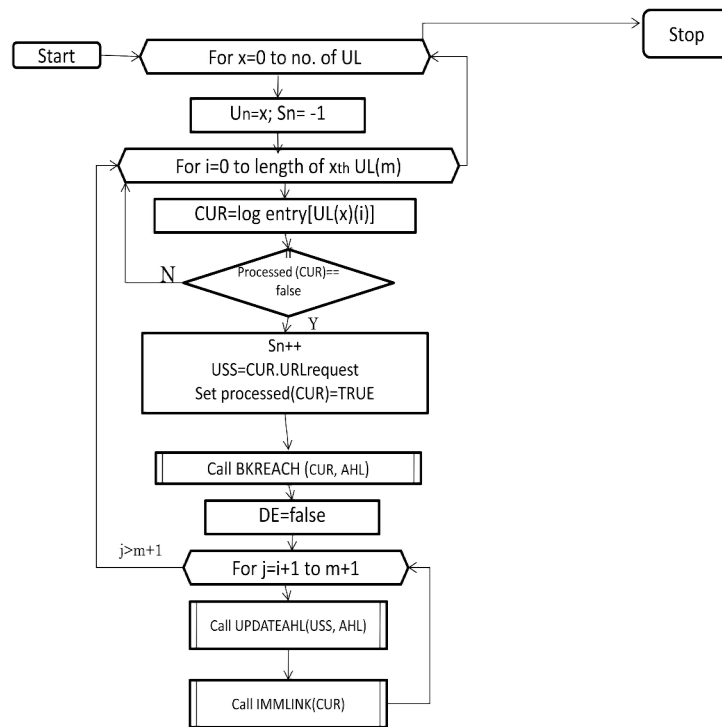 Start
For x=0 to no. of UL
Stop
Un=x; Sn= -1
For i=0 to length of xth UL(m)
CUR=log entry[UL(x)(i)]
If
Processed (CUR)==
false
N
Y
Sn++
USS=CUR.URLrequest
Set processed(CUR)=TRUE
Call BKREACH (CUR, AHL)
DE=false
j>m+1
For j=i+1 to m+1
Call UPDATEAHL(USS, AHL)
Call IMMLINK(CUR)